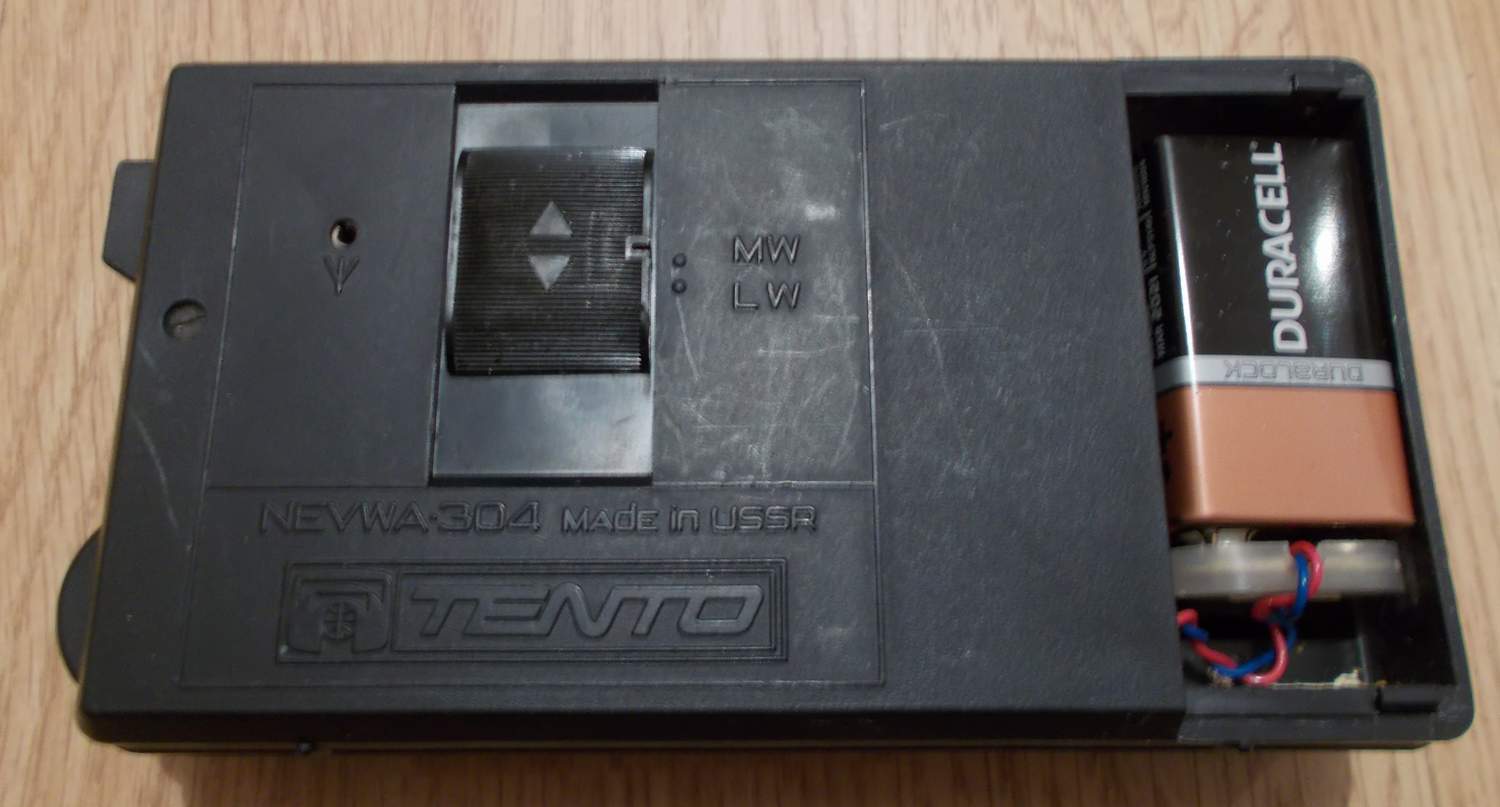 MW
LW
NEVWA-304 Made in USSR
TENTO
DURACELL
DURALOCK